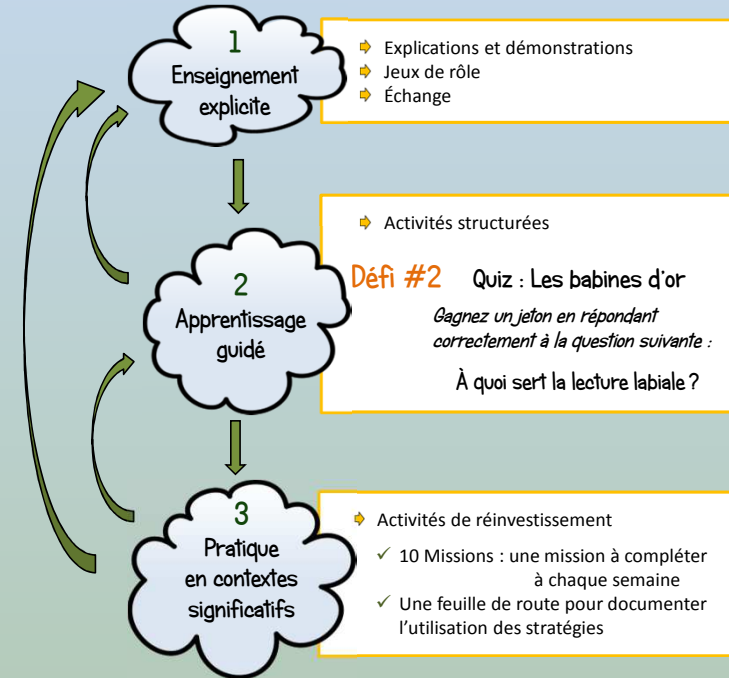 1
Enseignement
explicite
Explications et démonstrations
Jeux de rôle
Échange
2
Apprentissage
guidé
Activités structurées
Défi #2 Quiz : Les babines d'or
Gagnez un jeton en répondant
correctement à la question suivante :
À quoi sert la lecture labiale ?
3
Pratique
en contextes
significatifs
Activités de réinvestissement
✓ 10 Missions : une mission à compléter
à chaque semaine
✓ Une feuille de route pour documenter
l'utilisation des stratégies